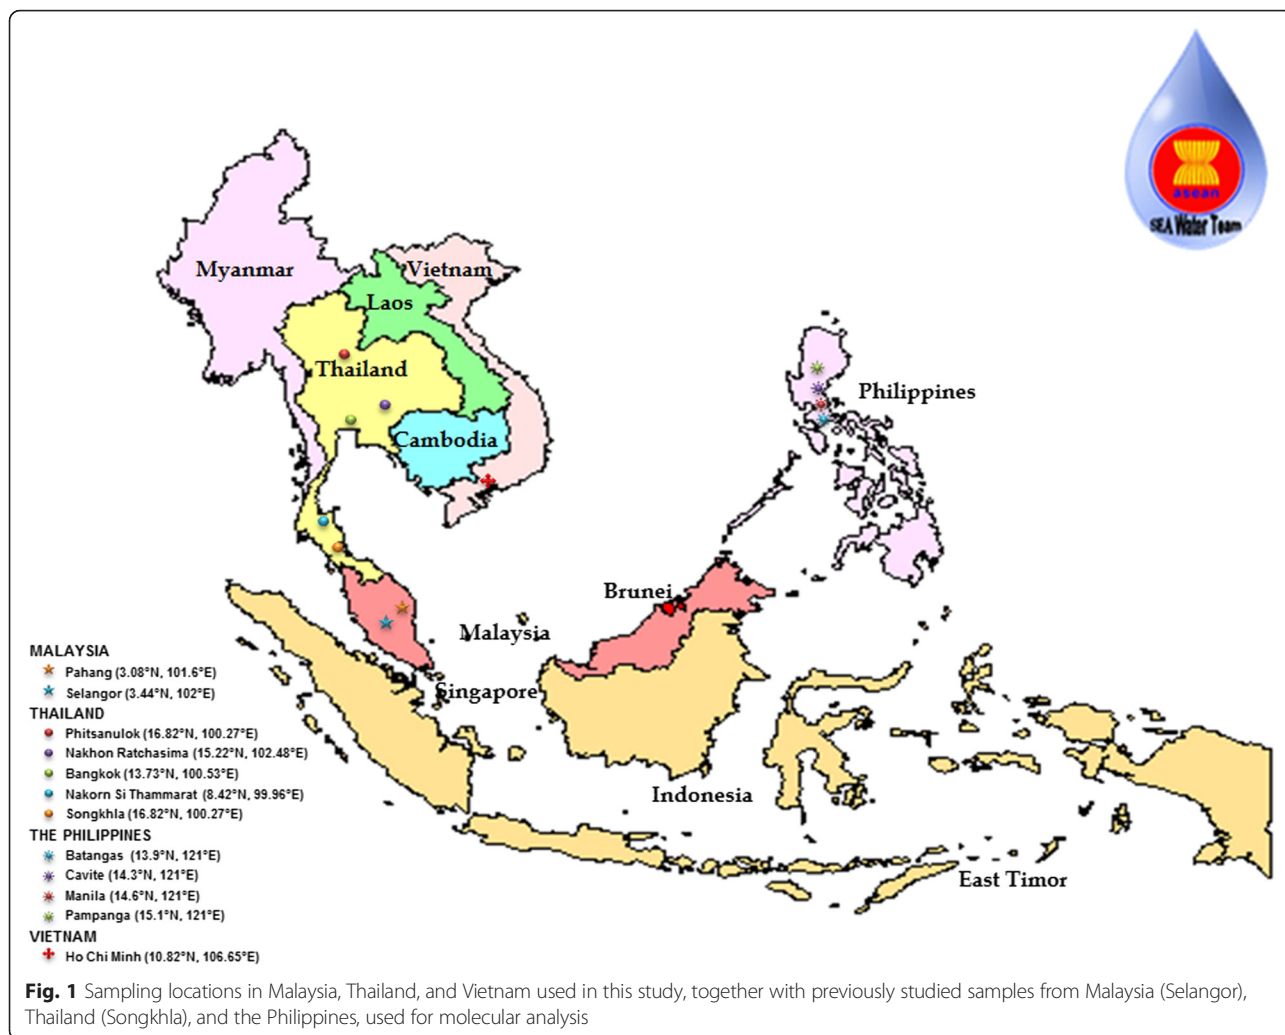 asean
SEA Water Team
Myanmar
Vietnam
Laos
Thailand
Philippines
Cambodia
Brunei
Malaysia
Singapore
Indonesia
East Timor
MALAYSIA
Pahang (3.08°N, 101.6°E)
Selangor (3.44°N, 102°E)
THAILAND
Phitsanulok (16.82°N, 100.27°E)
Nakhon Ratchasima (15.22°N, 102.48°E)
Bangkok (13.73°N, 100.53°E)
Nakorn Si Thammarat (8.42°N, 99.96°E)
Songkhla (16.82°N, 100.27°E)
THE PHILIPPINES
Batangas (13.9°N, 121°E)
Cavite (14.3°N, 121°E)
Manila (14.6°N, 121°E)
Pampanga (15.1°N, 121°E)
VIETNAM
Ho Chi Minh (10.82°N, 106.65°E)
Fig. 1 Sampling locations in Malaysia, Thailand, and Vietnam used in this study, together with previously studied samples from Malaysia (Selangor),
Thailand (Songkhla), and the Philippines, used for molecular analysis